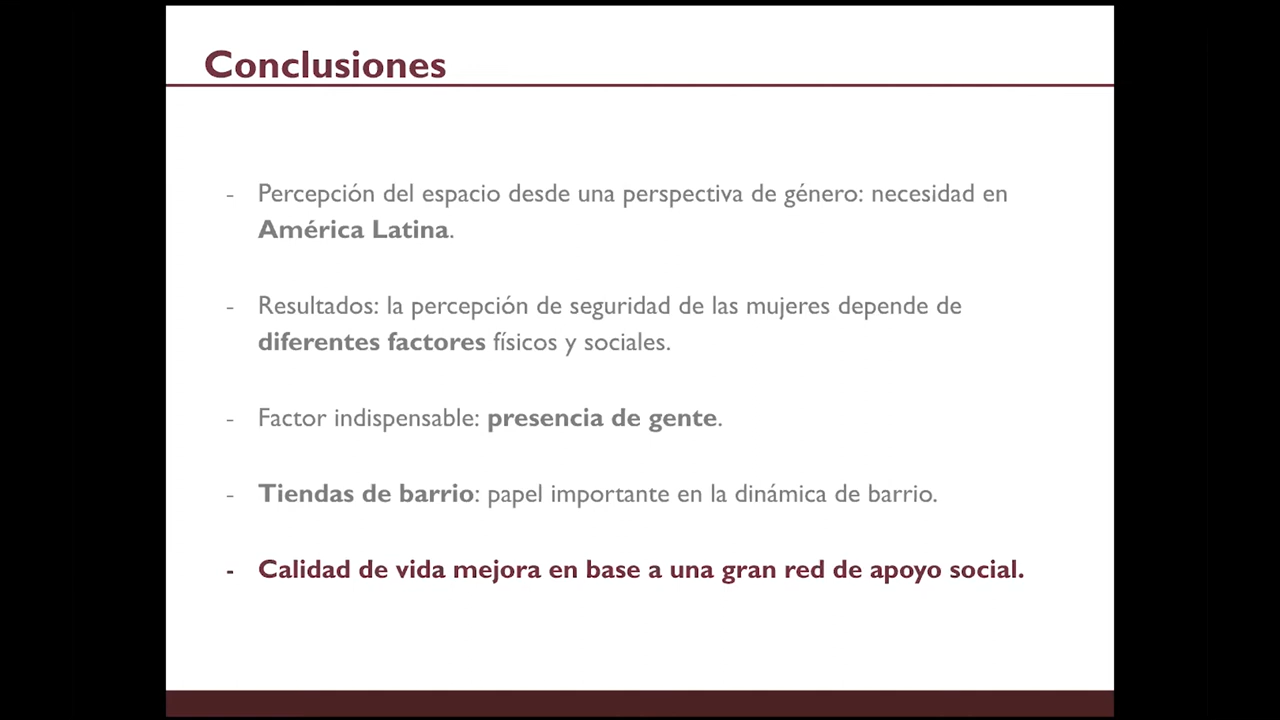 Conclusiones
- Percepción del espacio desde una perspectiva de género: necesidad en
América Latina.
- Resultados: la percepción de seguridad de las mujeres depende de
diferentes factores físicos y sociales.
- Factor indispensable: presencia de gente.
- Tiendas de barrio: papel importante en la dinámica de barrio.
- Calidad de vida mejora en base a una gran red de apoyo social.